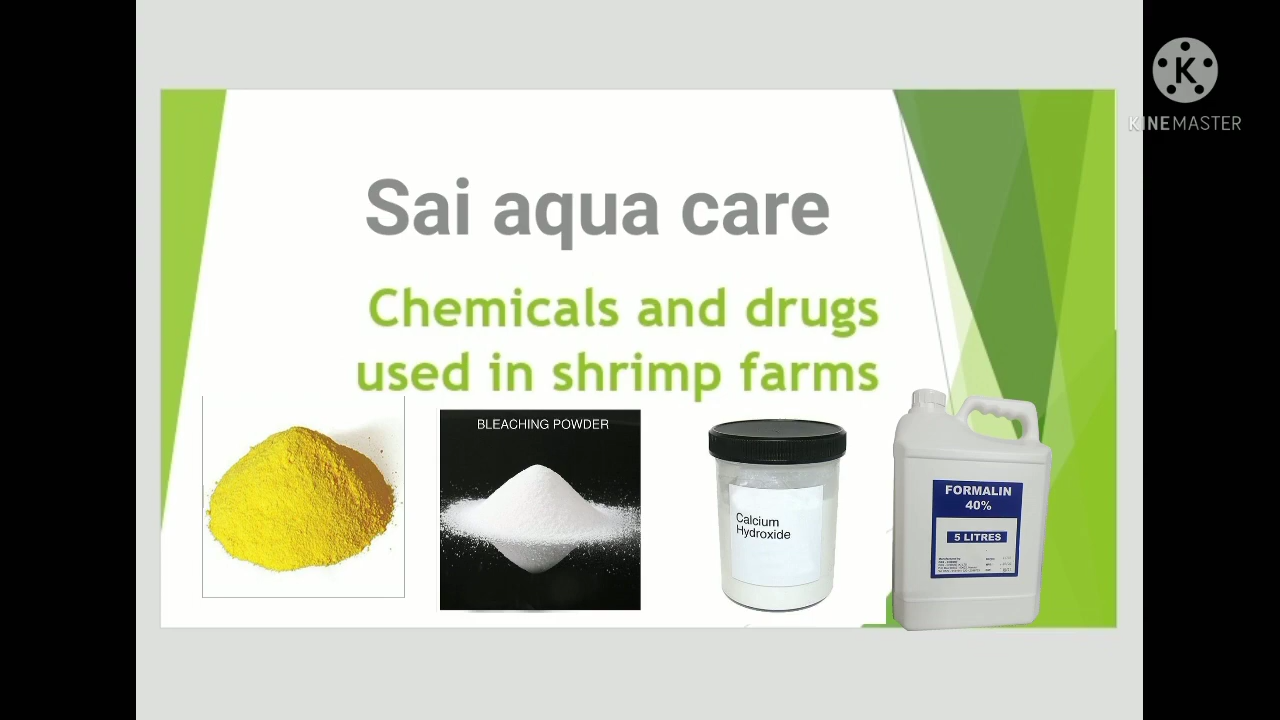 K
KINEMASTER
Sai aqua care
Chemicals and drugs
used in shrimp farms
BLEACHING POWDER
Calcium
Hydroxide
FORMALIN
40%
5 LITRES